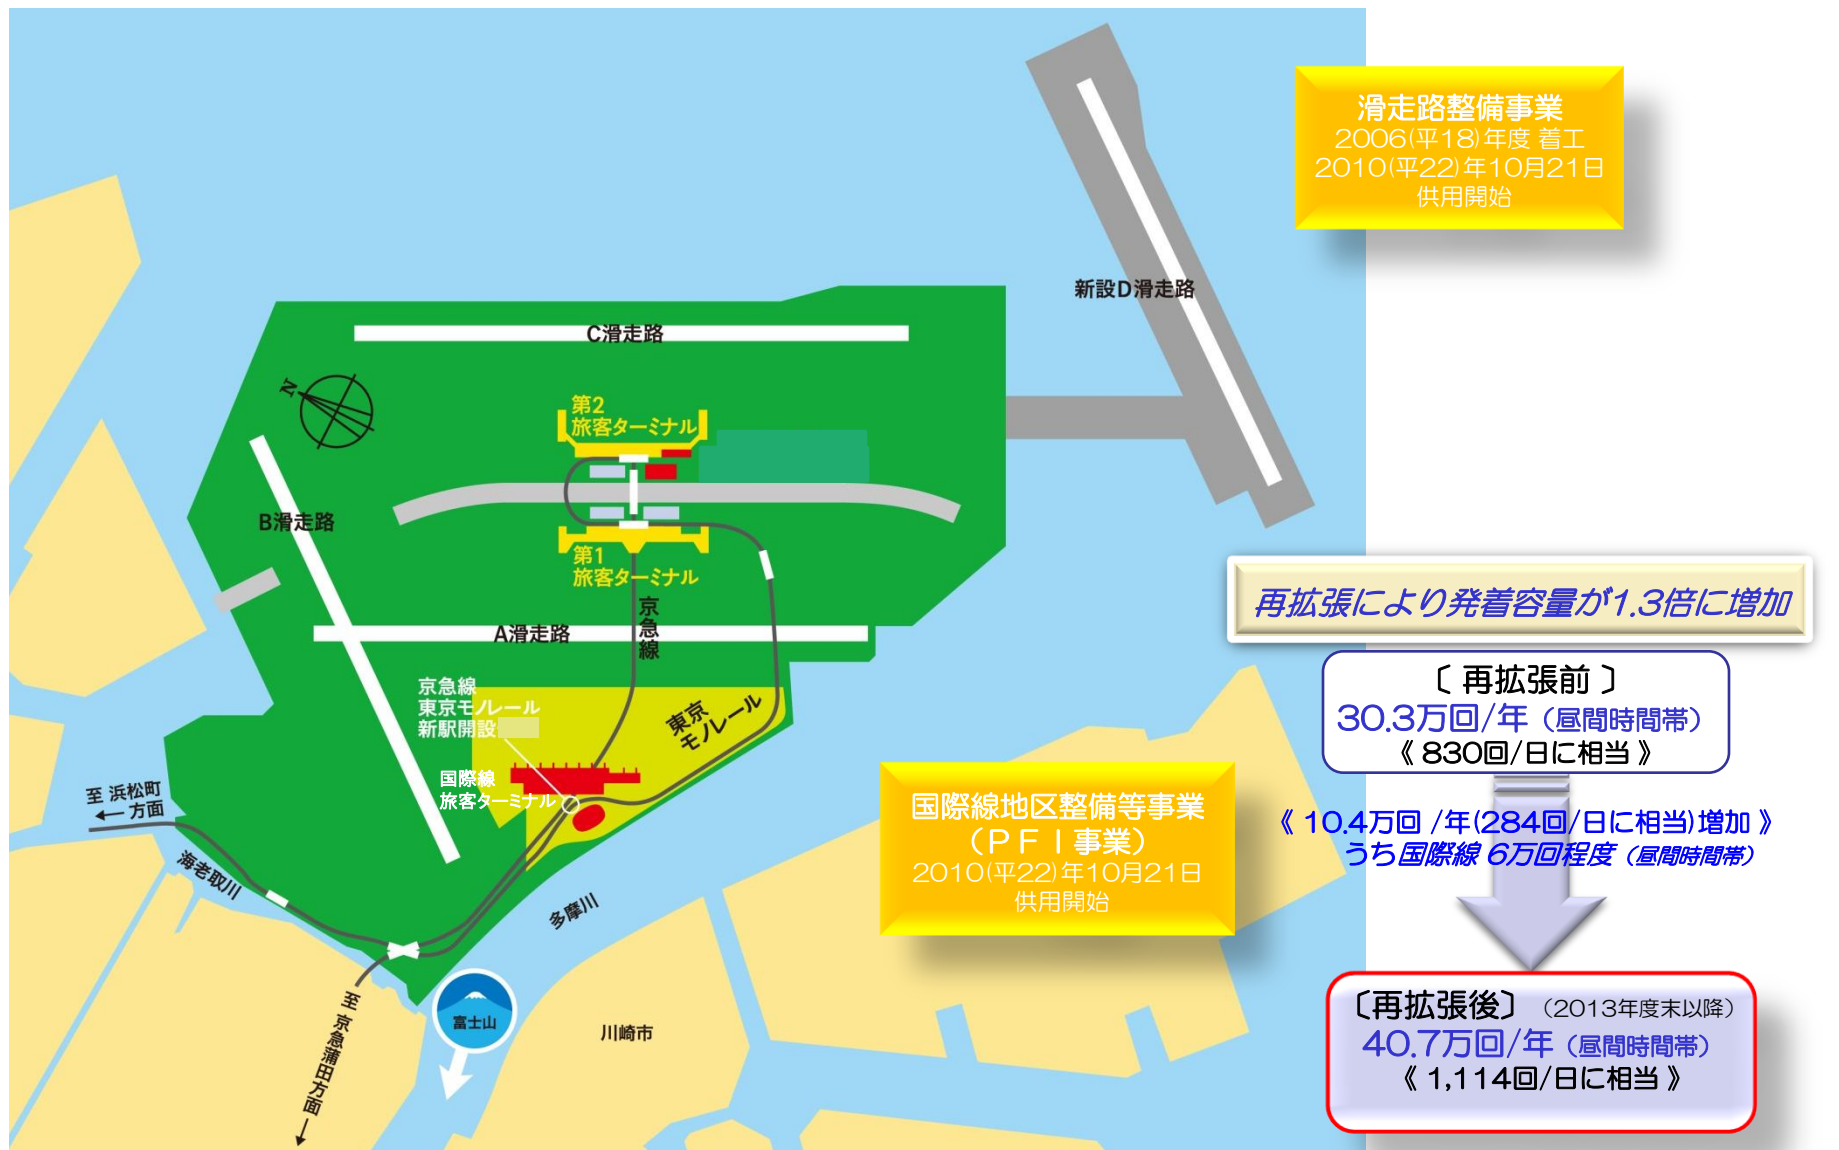 滑走路整備事業
2006(平18)年度 着工
2010(平22)年10月21日
供用開始
新設D滑走路
C滑走路
N
第2
旅客ターミナル
B滑走路
第1
旅客ターミナル
京急線
A滑走路
京急線
東京モノレール
新駅開設
東京
モノレール
国際線
旅客ターミナル
至 浜松町
← 方面
海老取川
多摩川
富士山
川崎市
至 京急蒲田方面 →
国際線地区整備等事業
(PFI事業)
2010(平22)年10月21日
供用開始
再拡張により発着容量が1.3倍に増加
〔 再拡張前 〕
30.3万回/年（昼間時間帯）
《 830回/日に相当 》
《 10.4万回 /年(284回/日に相当)増加 》
うち国際線 6万回程度（昼間時間帯）
〔再拡張後〕（2013年度末以降）
40.7万回/年（昼間時間帯）
《 1,114回/日に相当 》